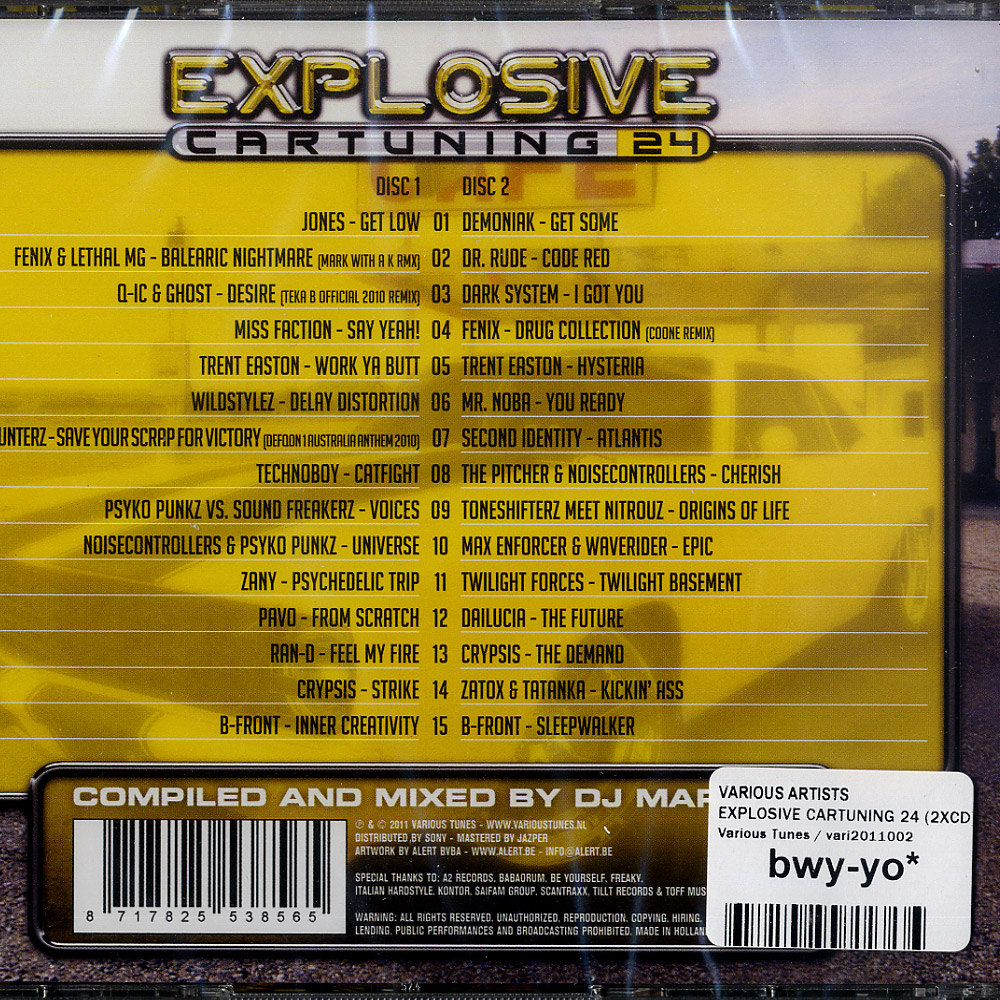 EXPLOSIVE
CARTUNING 24
DISC 1 DISC 2
JONES - GET LOW 01 DEMONIAK - GET SOME
FENIX & LETHAL MG - BALEARIC NIGHTMARE (MARK WITH A K RMX) 02 DR. RUDE - CODE RED
Q-IC & GHOST - DESIRE (TEKA B OFFICIAL 2010 REMIX) 03 DARK SYSTEM - I GOT YOU
MISS FACTION - SAY YEAH! 04 FENIX - DRUG COLLECTION (COONE REMIX)
TRENT EASTON - WORK YA BUTT 05 TRENT EASTON - HYSTERIA
WILDSTYLEZ - DELAY DISTORTION 06 MR. NOBA - YOU READY
UNTERZ - SAVE YOUR SCRAP FOR VICTORY (DEFQON 1 AUSTRALIA ANTHEM 2010) 07 SECOND IDENTITY - ATLANTIS
TECHNOBOY - CATFIGHT 08 THE PITCHER & NOISECONTROLLERS - CHERISH
PSYKO PUNKZ VS. SOUND FREAKERZ - VOICES 09 TONESHIFTERZ MEET NITROUZ - ORIGINS OF LIFE
NOISECONTROLLERS & PSYKO PUNKZ - UNIVERSE 10 MAX ENFORCER & WAVERIDER - EPIC
ZANY - PSYCHEDELIC TRIP 11 TWILIGHT FORCES - TWILIGHT BASEMENT
PAVO - FROM SCRATCH 12 DAILUCIA - THE FUTURE
RAN-D - FEEL MY FIRE 13 CRYPSIS - THE DEMAND
CRYPSIS - STRIKE 14 ZATOX & TATANKA - KICKIN' ASS
B-FRONT - INNER CREATIVITY 15 B-FRONT - SLEEPWALKER
COMPILED AND MIXED BY DJ MAR
℗ & © 2011 VARIOUS TUNES - WWW.VARIOUSTUNES.NL
DISTRIBUTED BY SONY - MASTERED BY JAZPER
ARTWORK BY ALERT BVBA - WWW.ALERT.BE - INFO@ALERT.BE
SPECIAL THANKS TO: A2 RECORDS, BABAORUM, BE YOURSELF, FREAKY,
ITALIAN HARDSTYLE, KONTOR, SAIFAM GROUP, SCANTRAXX, TILLT RECORDS & TOFF MUS
WARNING: ALL RIGHTS RESERVED. UNAUTHORIZED, REPRODUCTION, COPYING, HIRING,
LENDING, PUBLIC PERFORMANCES AND BROADCASTING PROHIBITED. MADE IN HOLLAN
8 717825 538565
VARIOUS ARTISTS
EXPLOSIVE CARTUNING 24 (2XCD
Various Tunes / vari2011002
bwy-yo*